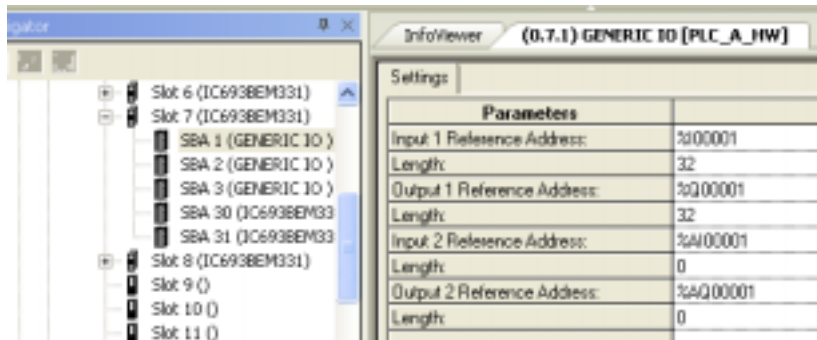 igator
Slot 6 (IC693BEM331)
Slot 7 (IC693BEM331)
SBA 1 (GENERIC IO )
SBA 2 (GENERIC IO )
SBA 3 (GENERIC IO )
SBA 30 (IC693BEM33
SBA 31 (IC693BEM33
Slot 8 (IC693BEM331)
Slot 9 ()
Slot 10 ()
Slot 11 ()
InfoViewer (0.7.1) GENERIC IO [PLC_A_HW]
Settings
Parameters
Input 1 Reference Address: %I00001
Length: 32
Output 1 Reference Address: %Q00001
Length: 32
Input 2 Reference Address: %AI00001
Length: 0
Output 2 Reference Address: %AQ00001
Length: 0